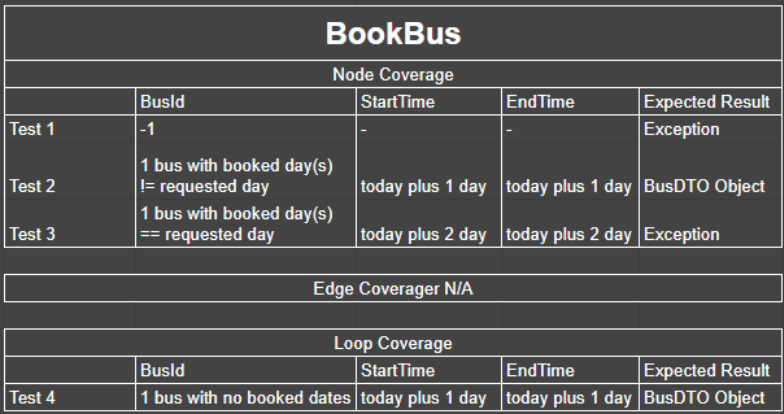 BookBus
Node Coverage
BusId StartTime EndTime Expected Result
Test 1 -1 - - Exception
1 bus with booked day(s)
Test 2 != requested day today plus 1 day today plus 1 day BusDTO Object
1 bus with booked day(s)
Test 3 == requested day today plus 2 day today plus 2 day Exception
Edge Coverager N/A
Loop Coverage
BusId StartTime EndTime Expected Result
Test 4 1 bus with no booked dates today plus 1 day today plus 1 day BusDTO Object